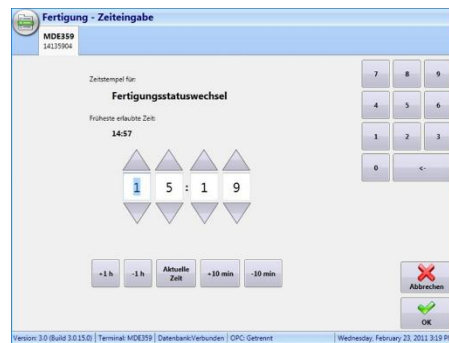 Fertigung - Zeiteingabe
MDE359
14135904
Zeitstempel für:
Fertigungsstatuswechsel
Früheste erlaubte Zeit:
14:57
1 5 : 1 9
+1 h -1 h Aktuelle Zeit +10 min -10 min
7 8 9
4 5 6
1 2 3
0 <-
Abbrechen
OK
Version: 3.0 (Build 3.0.15.0) Terminal: MDE359 Datenbank:Verbunden OPC: Getrennt Wednesday, February 23, 2011 3:19 PM